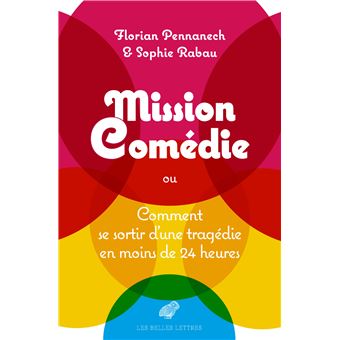 Florian Pennanech
& Sophie Rabau
Mission
Comédie
ou
Comment
se sortir d'une tragédie
en moins de 24 heures
LES BELLES LETTRES